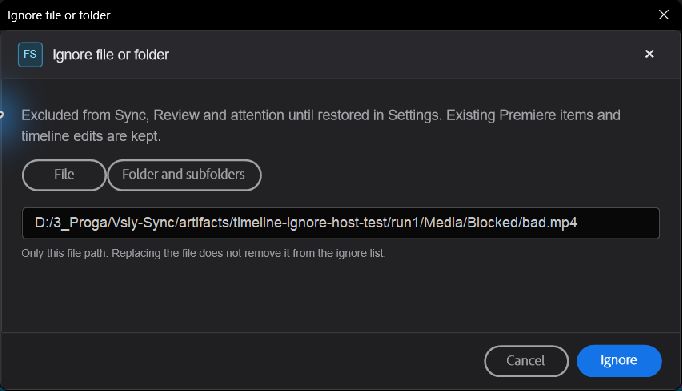 Ignore file or folder
FS Ignore file or folder
Excluded from Sync, Review and attention until restored in Settings. Existing Premiere items and
timeline edits are kept.
File Folder and subfolders
D:/3_Proga/Vsly-Sync/artifacts/timeline-ignore-host-test/run1/Media/Blocked/bad.mp4
Only this file path. Replacing the file does not remove it from the ignore list.
Cancel Ignore